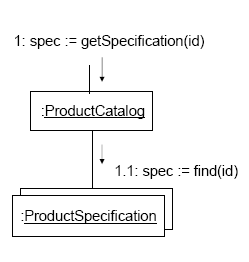 1: spec := getSpecification(id)
:ProductCatalog
1.1: spec := find(id)
:ProductSpecification